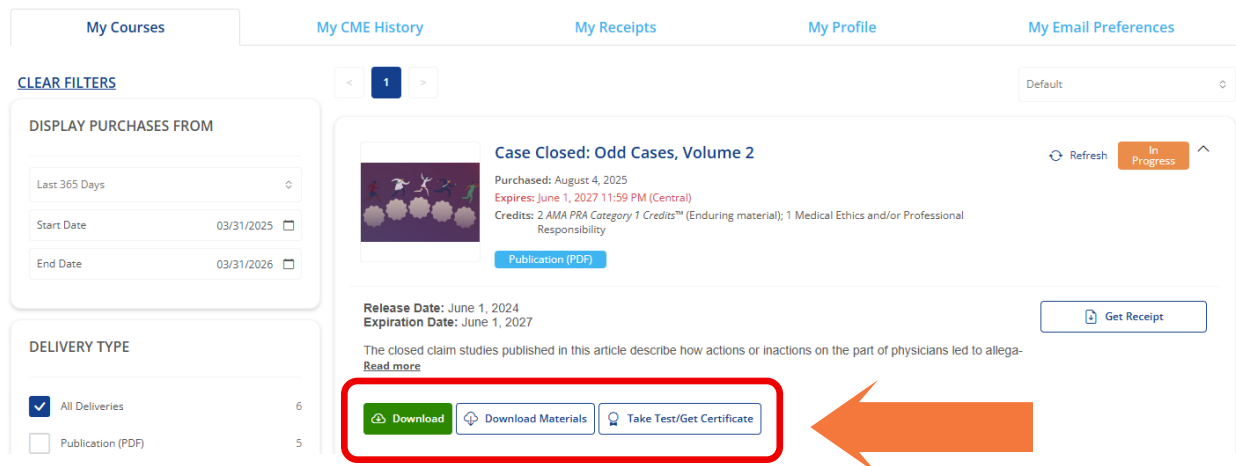 My Courses
My CME History
My Receipts
My Profile
My Email Preferences
CLEAR FILTERS
<
1
>
Default
DISPLAY PURCHASES FROM
Last 365 Days
Start Date 03/31/2025
End Date 03/31/2026
DELIVERY TYPE
All Deliveries 6
Publication (PDF) 5
Case Closed: Odd Cases, Volume 2
Refresh
In
Progress
Purchased: August 4, 2025
Expires: June 1, 2027 11:59 PM (Central)
Credits: 2 AMA PRA Category 1 Credits™ (Enduring material); 1 Medical Ethics and/or Professional
Responsibility
Publication (PDF)
Release Date: June 1, 2024
Expiration Date: June 1, 2027
Get Receipt
The closed claim studies published in this article describe how actions or inactions on the part of physicians led to allega-
Read more
Download
Download Materials
Take Test/Get Certificate